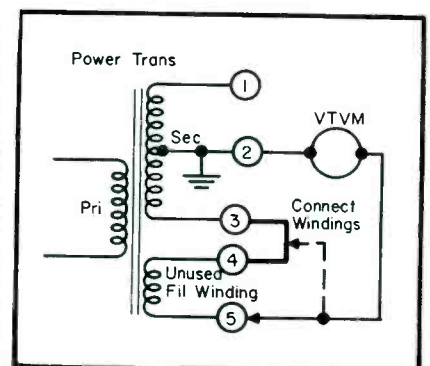 Power Trans
1
VTVM
Sec
2
Pri
3
Connect
Windings
4
Unused
Fil Winding
5